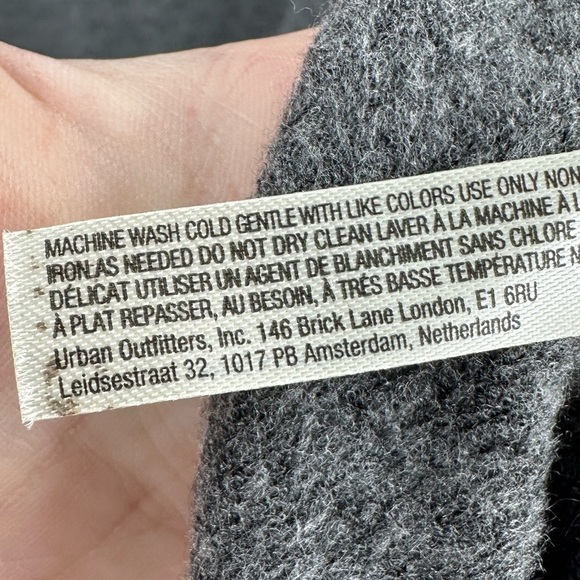 MACHINE WASH COLD GENTLE WITH LIKE COLORS USE ONLY NON
IRON.AS NEEDED DO NOT DRY CLEAN LAVER À LA MACHINE À
DÉLICAT UTILISER UN AGENT DE BLANCHIMENT SANS CHLORE
À PLAT REPASSER, AU BESOIN, À TRÈS BASSE TEMPÉRATURE
Urban Outfitters, Inc. 146 Brick Lane London, E1 6RU
Leidsestraat 32, 1017 PB Amsterdam, Netherlands